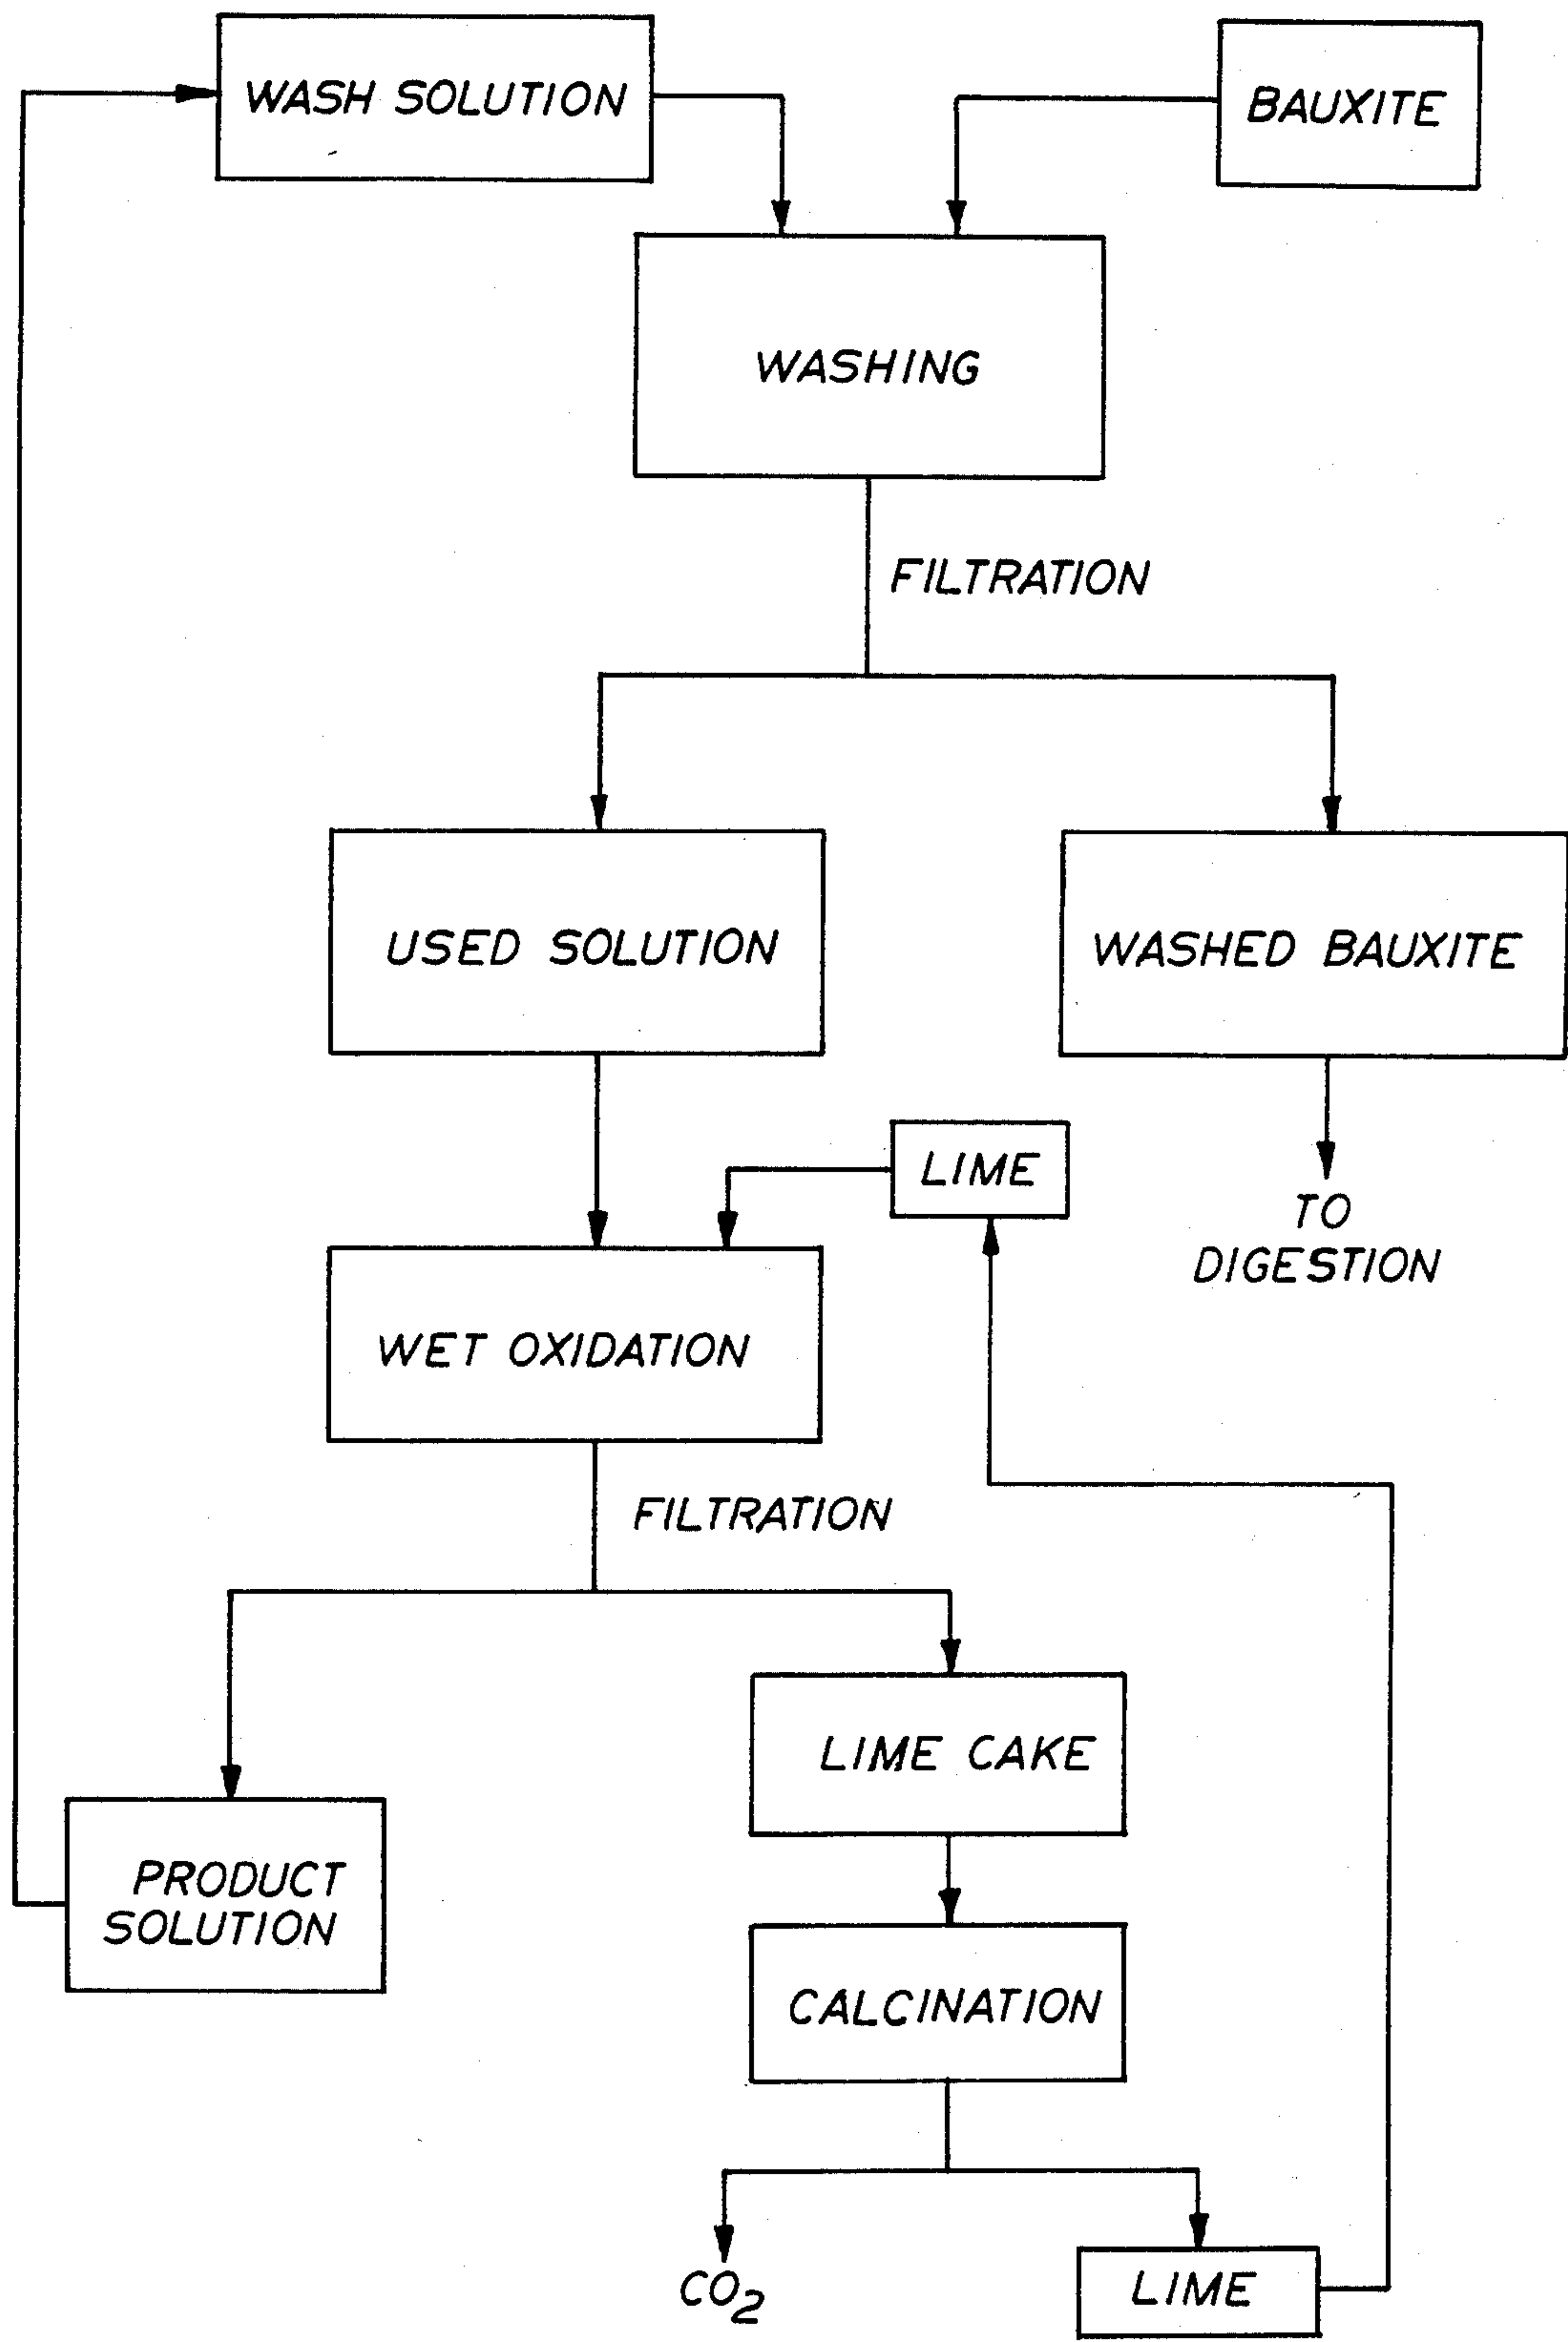 WASH SOLUTION
BAUXITE
WASHING
FILTRATION
USED SOLUTION
WASHED BAUXITE
LIME
TO
DIGESTION
WET OXIDATION
FILTRATION
LIME CAKE
PRODUCT
SOLUTION
CALCINATION
CO₂
LIME